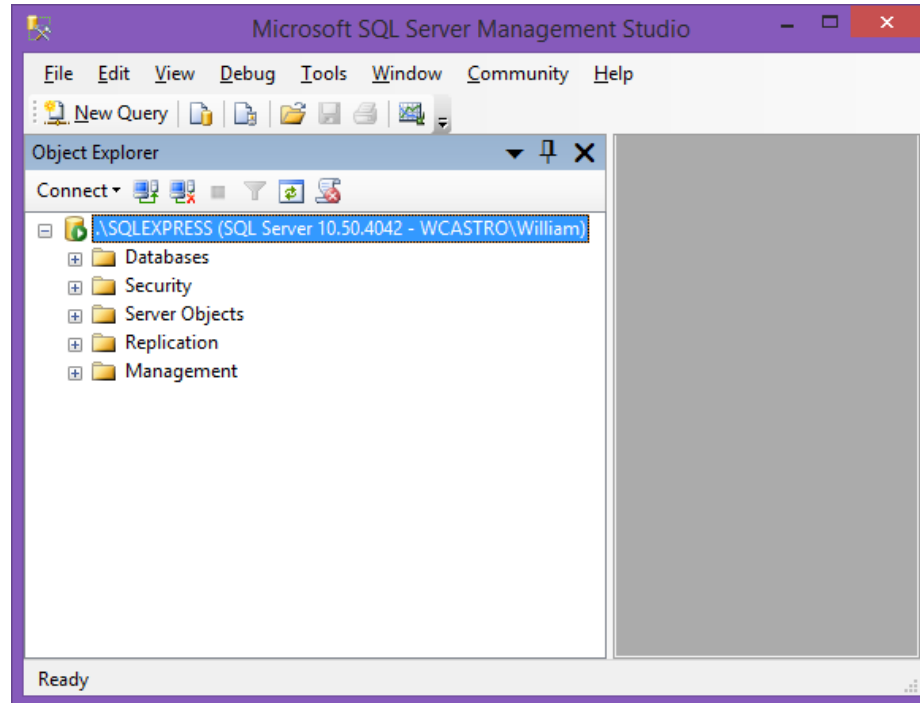 Microsoft SQL Server Management Studio
File Edit View Debug Tools Window Community Help
New Query
Object Explorer
Connect
.\SQLEXPRESS (SQL Server 10.50.4042 - WCASTRO\William)
Databases
Security
Server Objects
Replication
Management
Ready